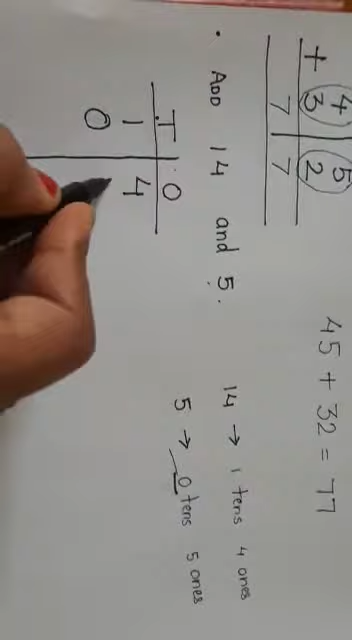 4 5
+ 3 2
7 7
45 + 32 = 77
. Add 14 and 5.
T O
1 4
0
14 → 1 tens 4 ones
5 → 0 tens 5 ones